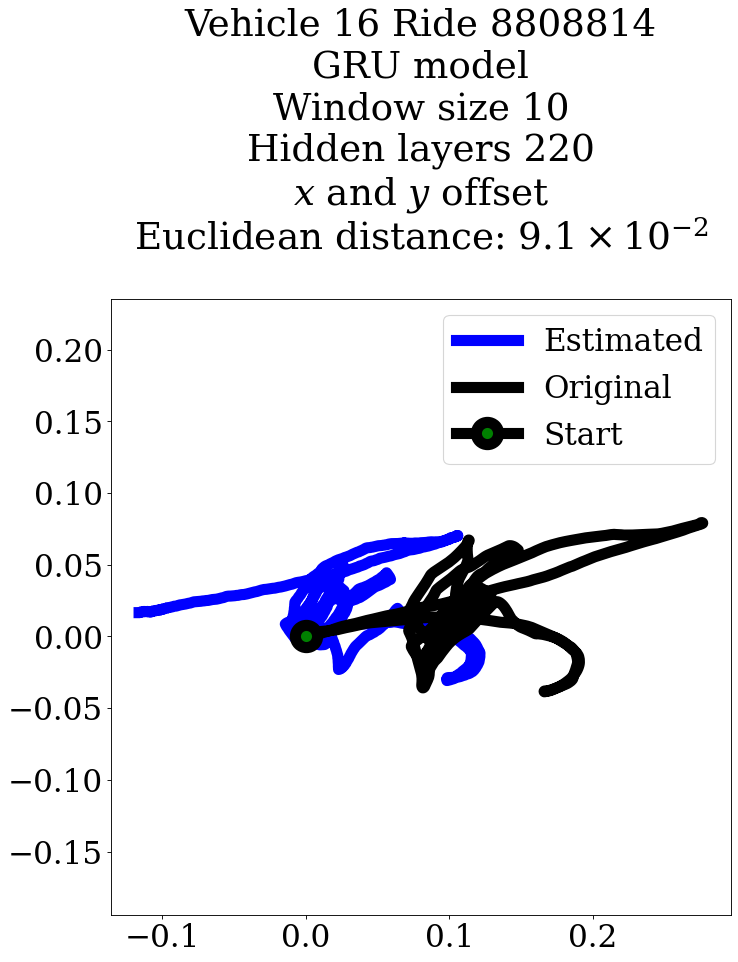 Vehicle 16 Ride 8808814
GRU model
Window size 10
Hidden layers 220
x and y offset
Euclidean distance: 9.1 × 10⁻²
Estimated
Original
Start
0.20
0.15
0.10
0.05
0.00
−0.05
−0.10
−0.15
−0.1 0.0 0.1 0.2